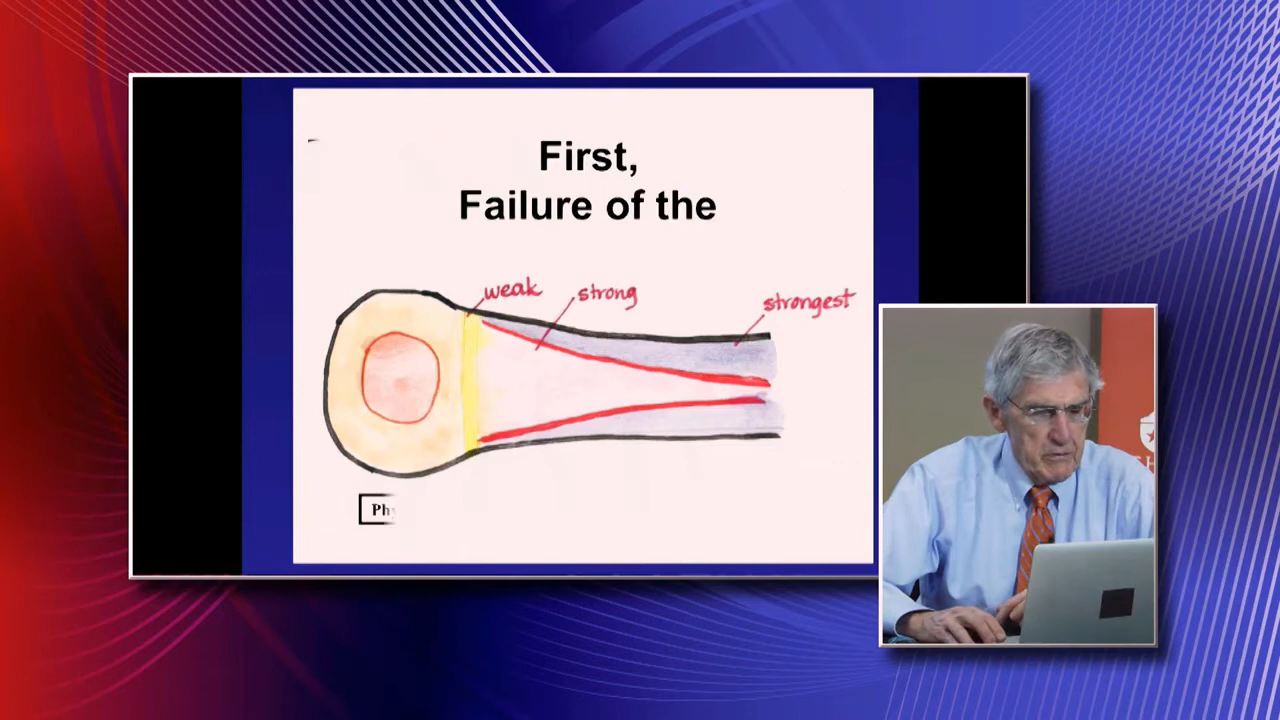 First,
Failure of the
weak
strong
strongest